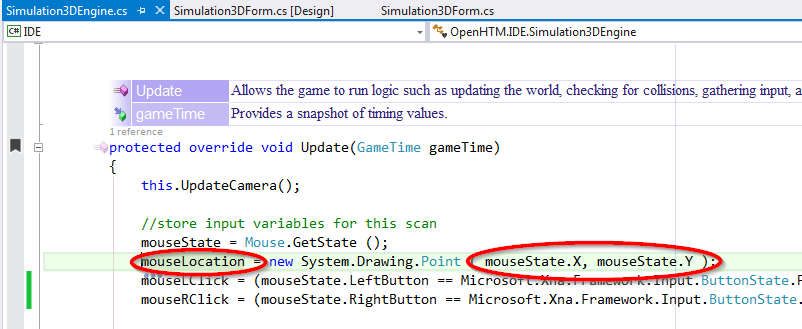 Simulation3DEngine.cs Simulation3DForm.cs [Design] Simulation3DForm.cs
C# IDE OpenHTM.IDE.Simulation3DEngine
Update Allows the game to run logic such as updating the world, checking for collisions, gathering input, a
gameTime Provides a snapshot of timing values.
1 reference
protected override void Update(GameTime gameTime)
{
this.UpdateCamera();
//store input variables for this scan
mouseState = Mouse.GetState ();
mouseLocation = new System.Drawing.Point ( mouseState.X, mouseState.Y );
mouseLClick = (mouseState.LeftButton == Microsoft.Xna.Framework.Input.ButtonState.P
mouseRClick = (mouseState.RightButton == Microsoft.Xna.Framework.Input.ButtonState.